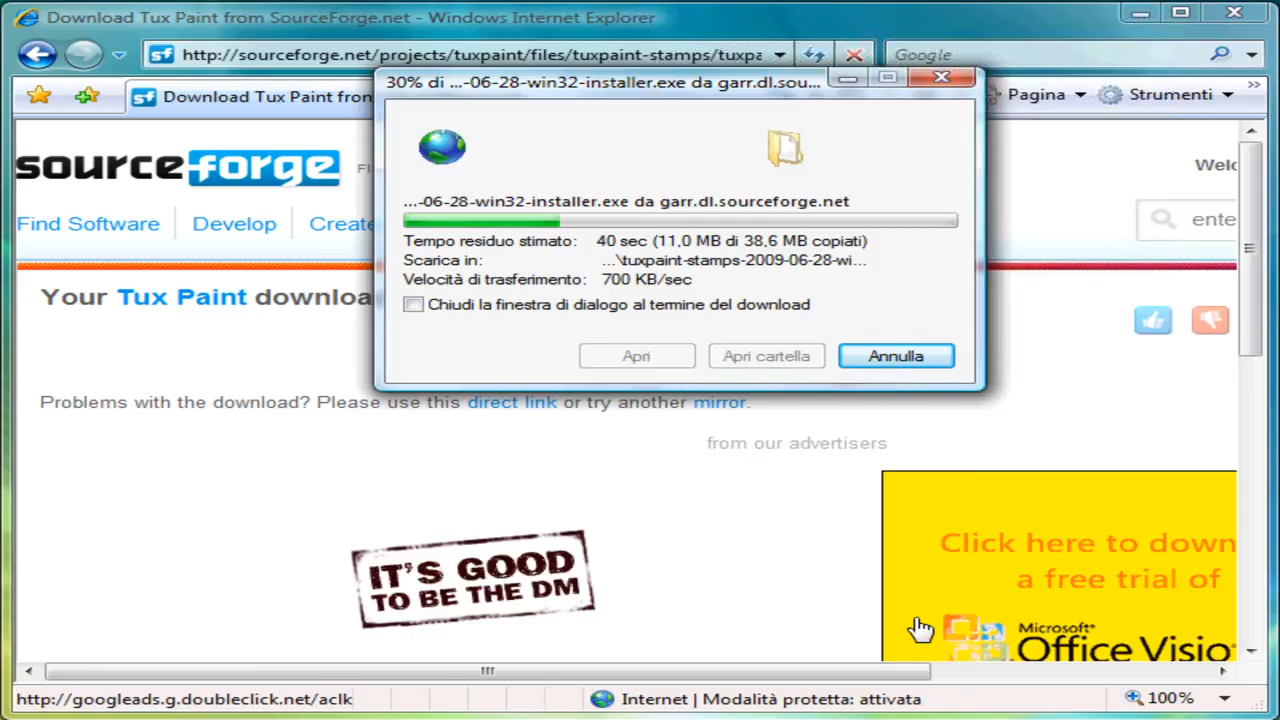 Download Tux Paint from SourceForge.net - Windows Internet Explorer
http://sourceforge.net/projects/tuxpaint/files/tuxpaint-stamps/tuxpa
Google
Download Tux Paint from
Pagina
Strumenti
30% di ...-06-28-win32-installer.exe da garr.dl.sou...
...-06-28-win32-installer.exe da garr.dl.sourceforge.net
Tempo residuo stimato: 40 sec (11,0 MB di 38,6 MB copiati)
Scarica in: ...\tuxpaint-stamps-2009-06-28-wi...
Velocità di trasferimento: 700 KB/sec
Chiudi la finestra di dialogo al termine del download
Apri
Apri cartella
Annulla
sourceforge
Welc
Find Software
Develop
Create
ente
Your Tux Paint downloa
Problems with the download? Please use this direct link or try another mirror.
from our advertisers
IT'S GOOD
TO BE THE DM
Click here to down
a free trial of
Microsoft
Office Visio
http://googleads.g.doubleclick.net/aclk
Internet | Modalità protetta: attivata
100%